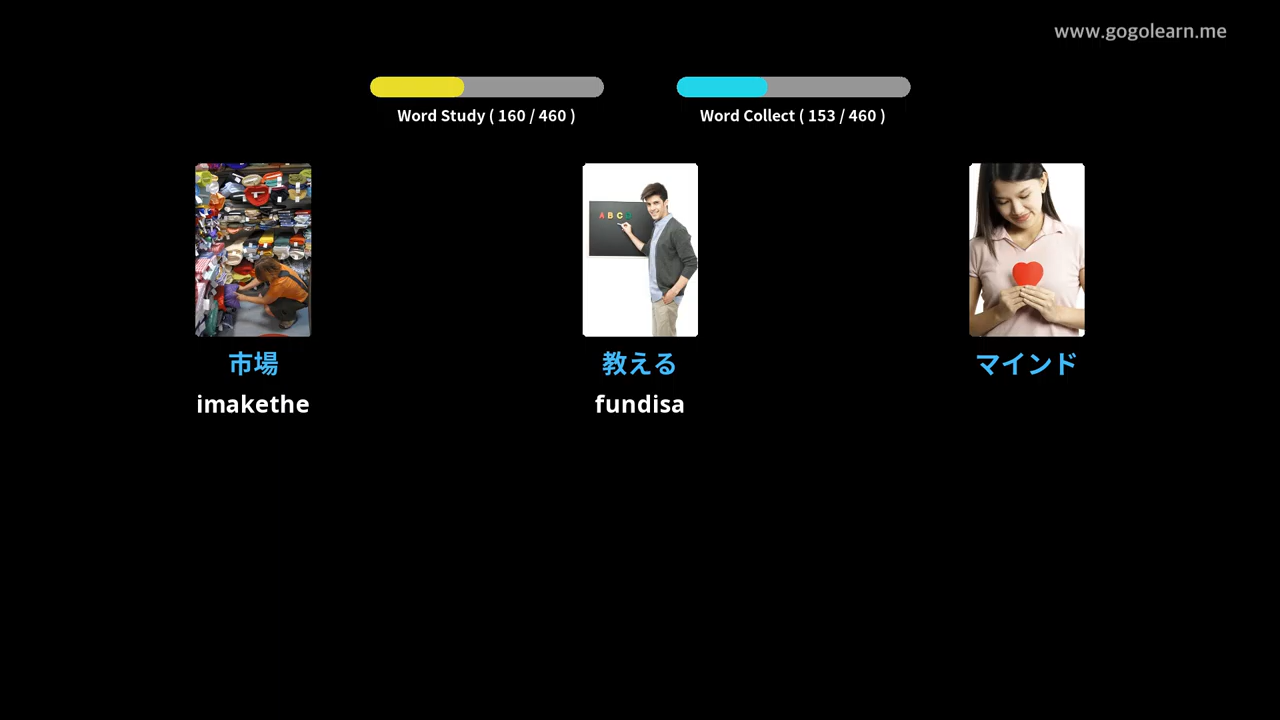 www.gogolearn.me
Word Study ( 160 / 460 )
Word Collect ( 153 / 460 )
A B C
市場
教える
マインド
imakethe
fundisa